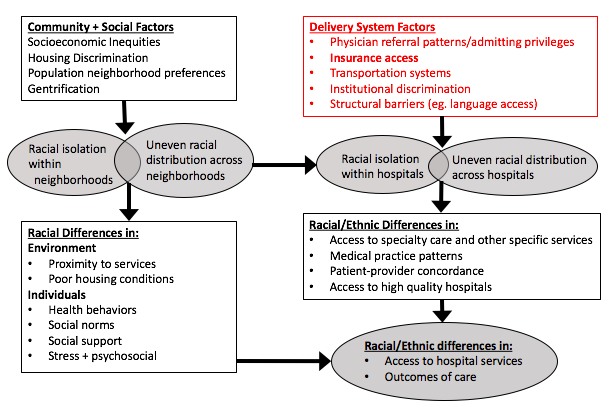 Community + Social Factors
Socioeconomic Inequities
Housing Discrimination
Population neighborhood preferences
Gentrification
Delivery System Factors
• Physician referral patterns/admitting privileges
• Insurance access
• Transportation systems
• Institutional discrimination
• Structural barriers (eg. language access)
Racial isolation
within
neighborhoods
Uneven racial
distribution across
neighborhoods
Racial isolation
within hospitals
Uneven racial distribution
across hospitals
Racial Differences in:
Environment
• Proximity to services
• Poor housing conditions
Individuals
• Health behaviors
• Social norms
• Social support
• Stress + psychosocial
Racial/Ethnic Differences in:
• Access to specialty care and other specific services
• Medical practice patterns
• Patient-provider concordance
• Access to high quality hospitals
Racial/Ethnic differences in:
• Access to hospital services
• Outcomes of care